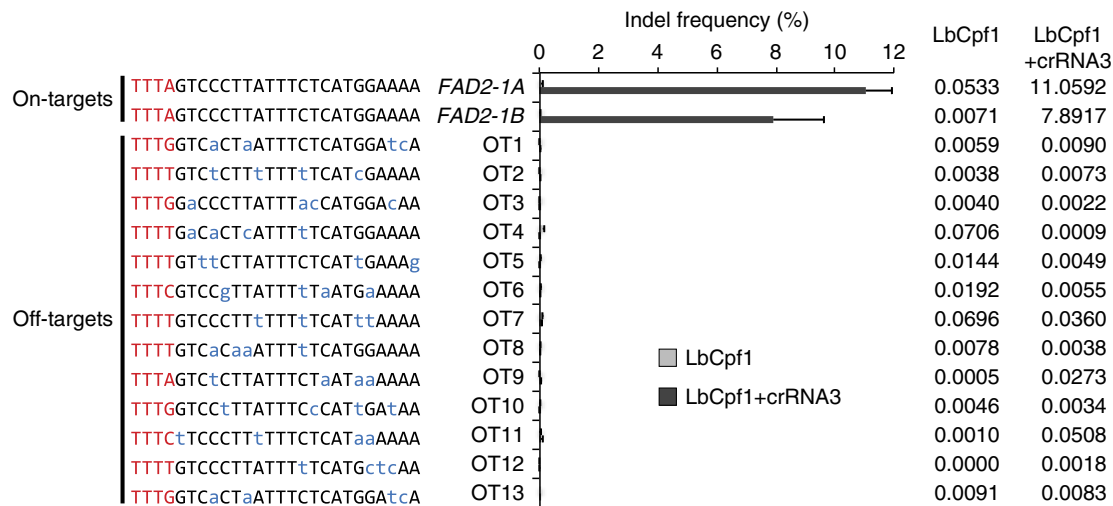 Indel frequency (%)
LbCpf1 LbCpf1
+crRNA3
0 2 4 6 8 10 12
On-targets
TTTAGTCCCTTATTTCTCATGGAAAA FAD2-1A 0.0533 11.0592
TTTAGTCCCTTATTTCTCATGGAAAA FAD2-1B 0.0071 7.8917
Off-targets
TTTGGTCaCTaATTTCTCATGGAtcA OT1 0.0059 0.0090
TTTTGTCtCTTtTTTtTCATcGAAAA OT2 0.0038 0.0073
TTTGGaCCCTTATTTacCATGGAcAA OT3 0.0040 0.0022
TTTTGaCaCTcATTTtTCATGGAAAA OT4 0.0706 0.0009
TTTTGTttCTTATTTCTCATtGAAAg OT5 0.0144 0.0049
TTTCGTCCgTTATTTtTaATGaAAAA OT6 0.0192 0.0055
TTTTGTCCCTTtTTTtTCATttAAAA OT7 0.0696 0.0360
TTTTGTCaCaaATTTtTCATGGAAAA OT8 0.0078 0.0038
TTTAGTCtCTTATTTCTaATaaAAAA OT9 0.0005 0.0273
TTTGGTCCtTTATTTCcCATtGAtAA OT10 0.0046 0.0034
TTTCtTCCCTTtTTTCTCATaaAAAA OT11 0.0010 0.0508
TTTTGTCCCTTATTTtTCATGctcAA OT12 0.0000 0.0018
TTTGGTCaCTaATTTCTCATGGAtcA OT13 0.0091 0.0083
LbCpf1
LbCpf1+crRNA3